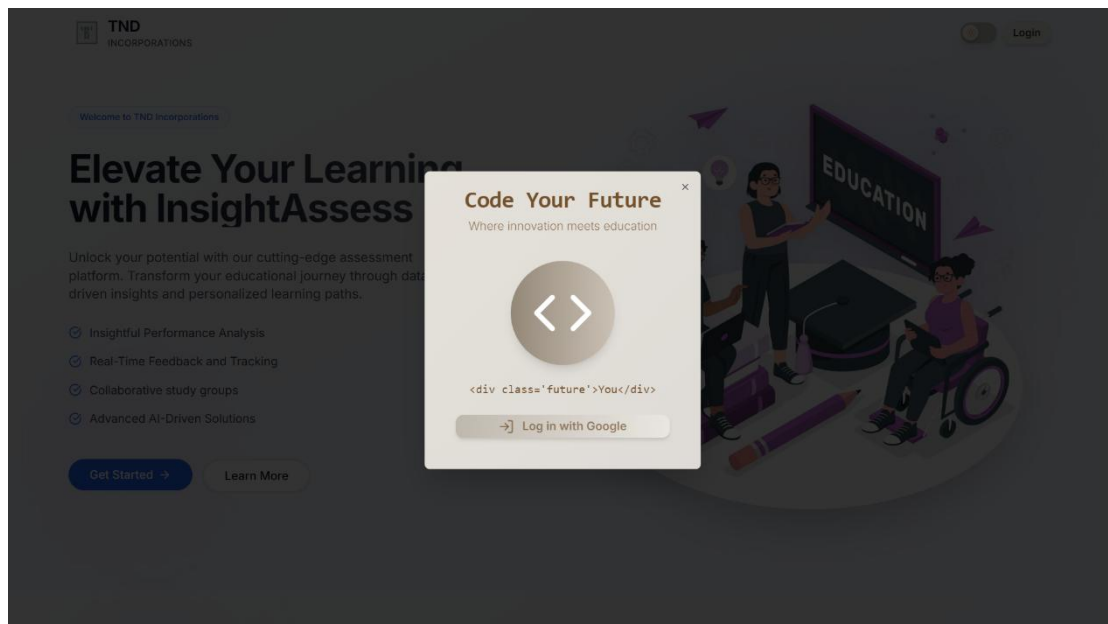 TND
INCORPORATIONS
Login
Welcome to TND Incorporations
Elevate Your Learning
with InsightAssess
Unlock your potential with our cutting-edge assessment
platform. Transform your educational journey through data
driven insights and personalized learning paths.
Insightful Performance Analysis
Real-Time Feedback and Tracking
Collaborative study groups
Advanced AI-Driven Solutions
Get Started →
Learn More
EDUCATION
×
Code Your Future
Where innovation meets education
< >
<div class='future'>You</div>
Log in with Google